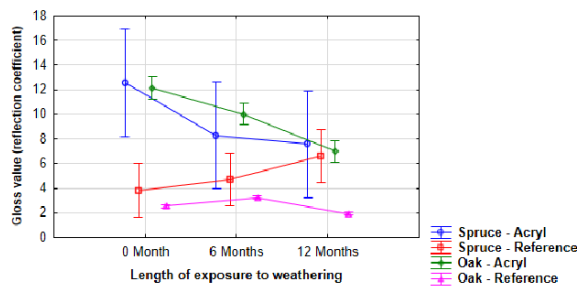 18
16
14
12
10
8
6
4
2
0
Gloss value (reflection coefficient)
0 Month 6 Months 12 Months
Length of exposure to weathering
Spruce - Acryl
Spruce - Reference
Oak - Acryl
Oak - Reference